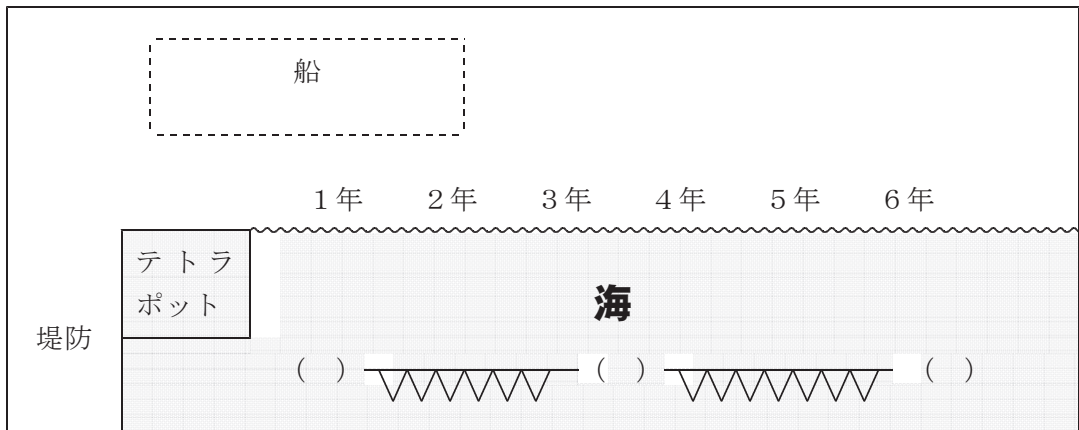 船
１年 ２年 ３年 ４年 ５年 ６年
テトラ
ポット
海
堤防
（　）（　）（　）